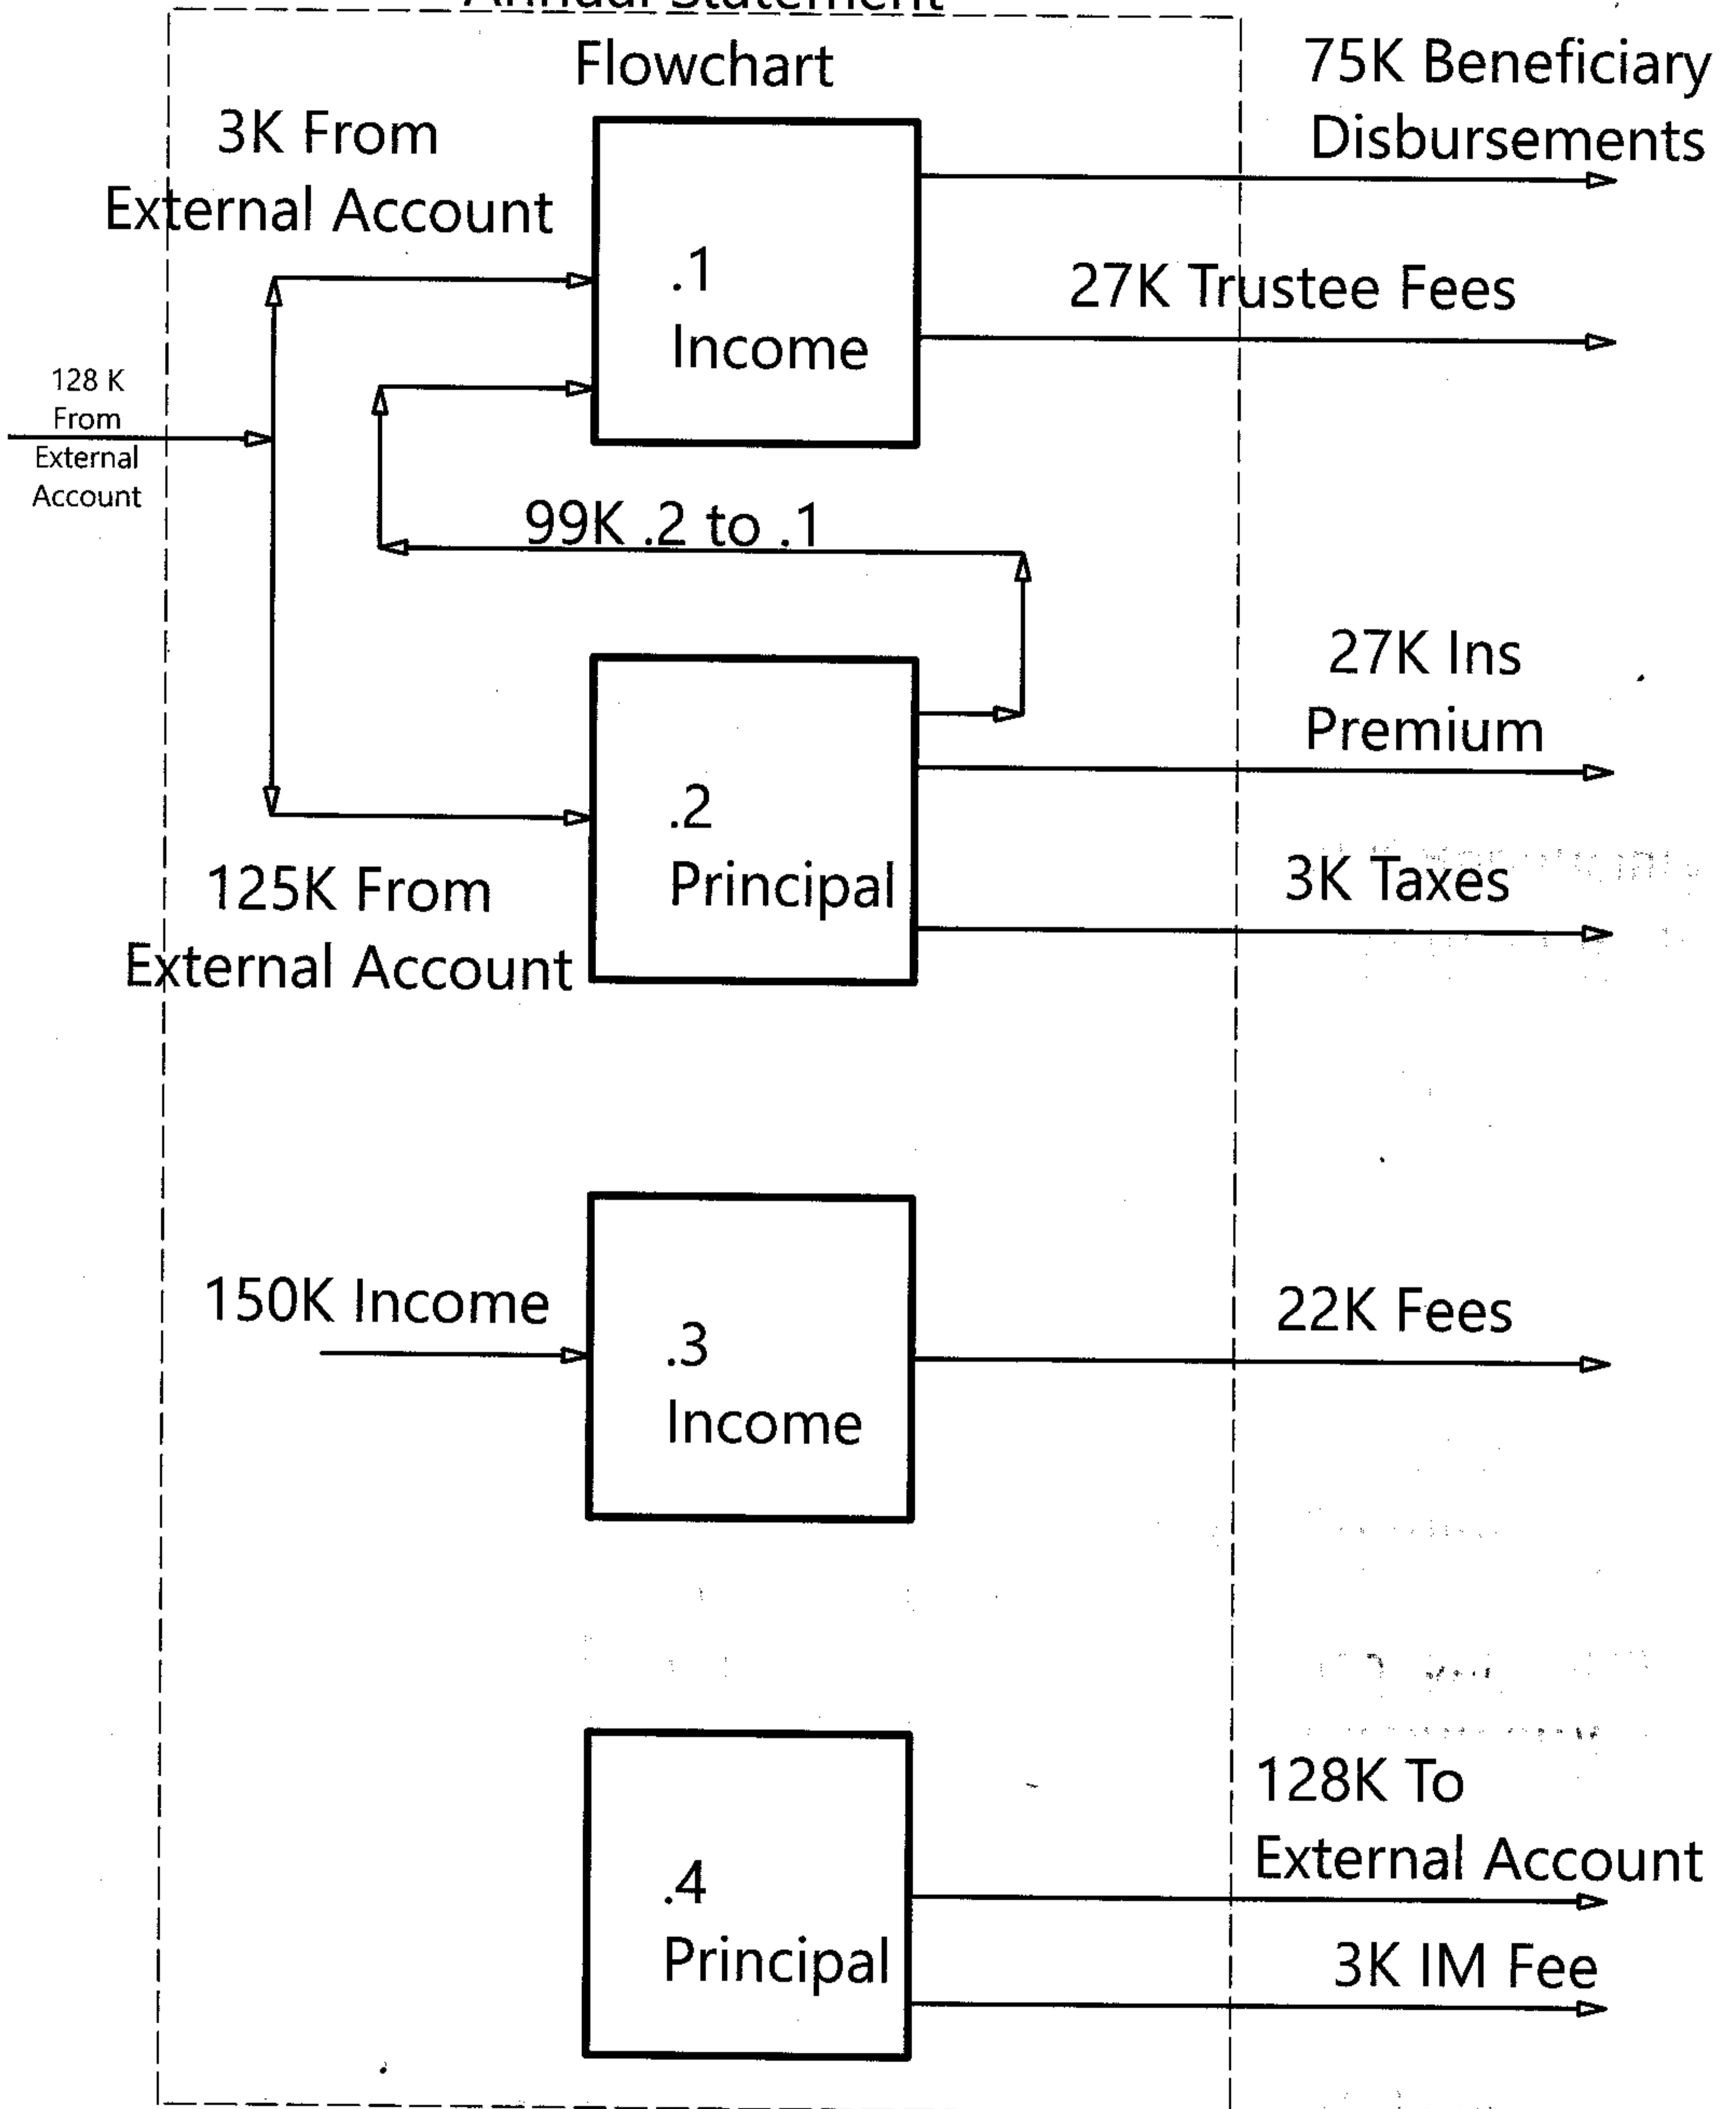 Annual Statement
Flowchart
75K Beneficiary
Disbursements
3K From
External Account
.1
Income
27K Trustee Fees
128 K
From
External
Account
99K .2 to .1
27K Ins
Premium
.2
Principal
3K Taxes
125K From
External Account
150K Income
.3
Income
22K Fees
128K To
External Account
.4
Principal
3K IM Fee